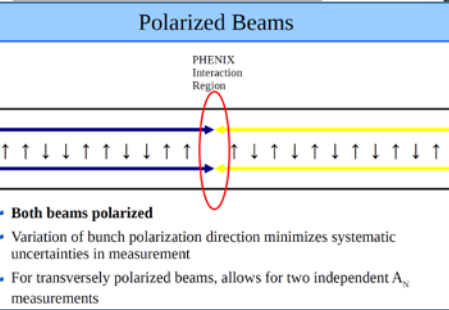 Polarized Beams
PHENIX
Interaction
Region
↑ ↑ ↓ ↓ ↑ ↑ ↓ ↓ ↑ ↑ ↑ ↓ ↑ ↓ ↑ ↓ ↑ ↓ ↑ ↓ ↑
Both beams polarized
Variation of bunch polarization direction minimizes systematic
uncertainties in measurement
For transversely polarized beams, allows for two independent A_N
measurements